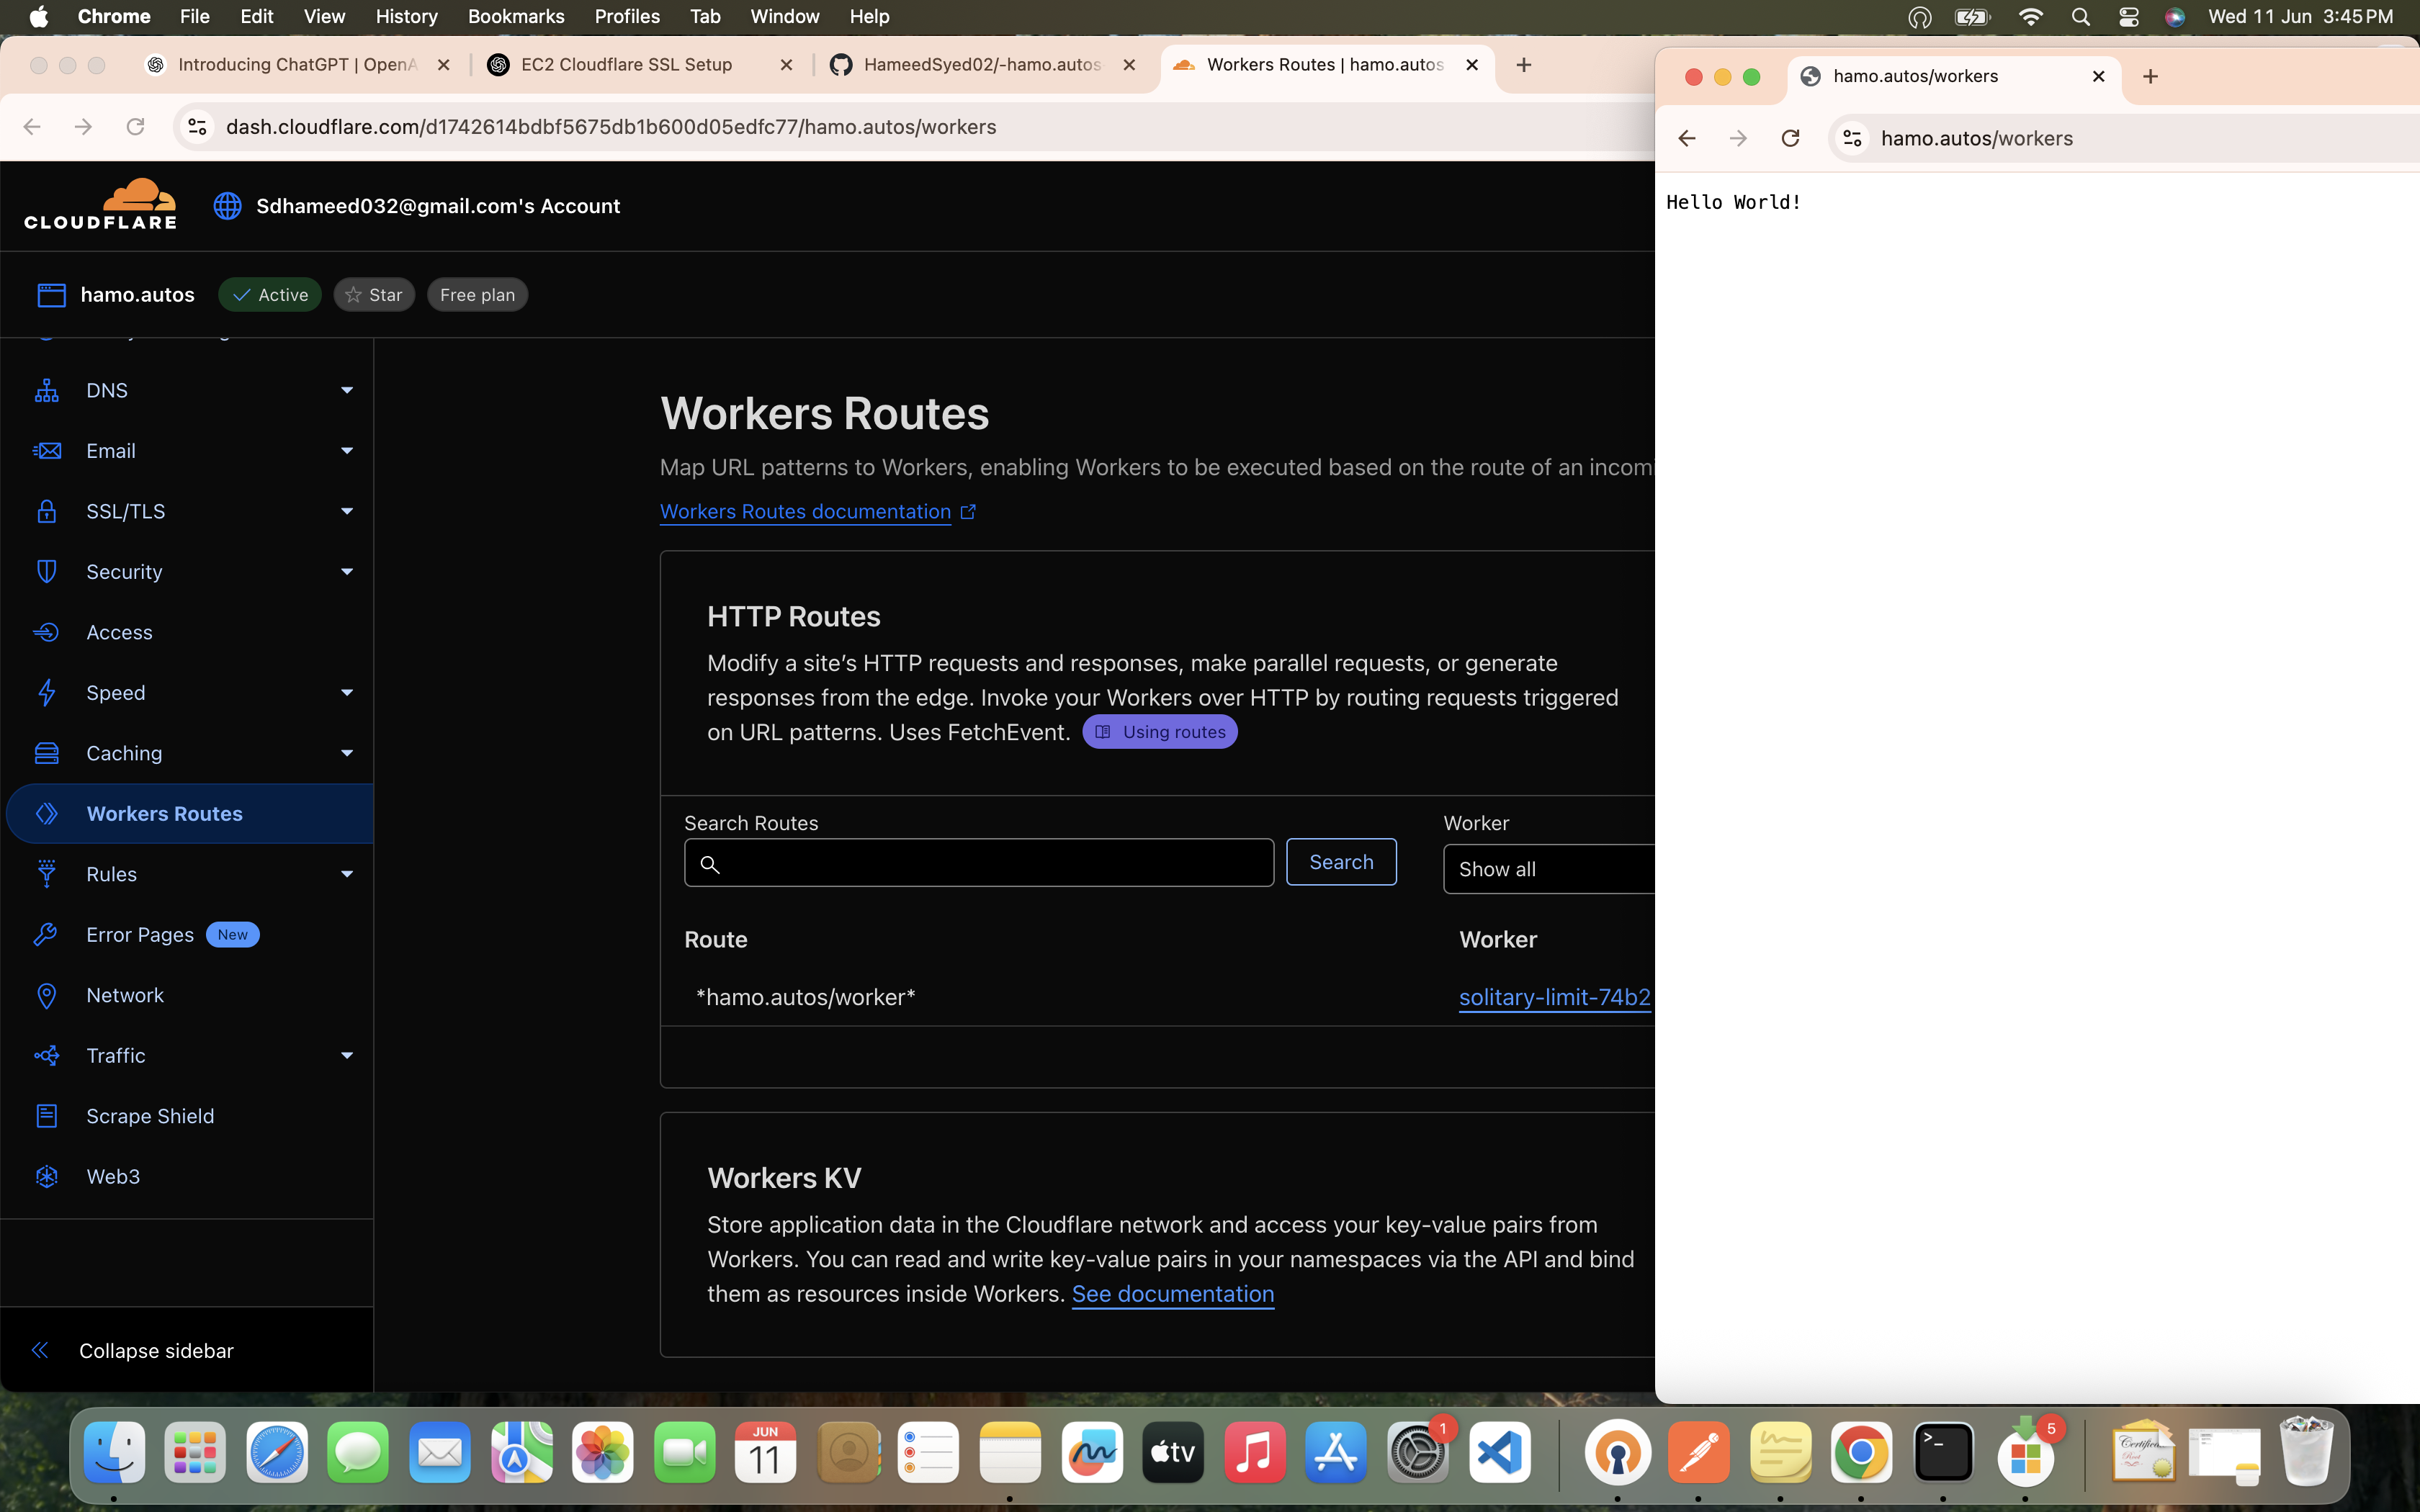 Chrome File Edit View History Bookmarks Profiles Tab Window Help Wed 11 Jun 3:45 PM
Introducing ChatGPT | OpenA
EC2 Cloudflare SSL Setup
HameedSyed02/-hamo.autos
Workers Routes | hamo.autos
dash.cloudflare.com/d1742614bdbf5675db1b600d05edfc77/hamo.autos/workers
CLOUDFLARE
Sdhameed032@gmail.com's Account
hamo.autos
Active
Star
Free plan
DNS
Email
SSL/TLS
Security
Access
Speed
Caching
Workers Routes
Rules
Error Pages New
Network
Traffic
Scrape Shield
Web3
Collapse sidebar
Workers Routes
Map URL patterns to Workers, enabling Workers to be executed based on the route of an incomi
Workers Routes documentation
HTTP Routes
Modify a site’s HTTP requests and responses, make parallel requests, or generate
responses from the edge. Invoke your Workers over HTTP by routing requests triggered
on URL patterns. Uses FetchEvent. Using routes
Search Routes
Search
Worker
Show all
Route Worker
*hamo.autos/worker* solitary-limit-74b2
Workers KV
Store application data in the Cloudflare network and access your key-value pairs from
Workers. You can read and write key-value pairs in your namespaces via the API and bind
them as resources inside Workers. See documentation
hamo.autos/workers
hamo.autos/workers
Hello World!
JUN
11
tv
1
5